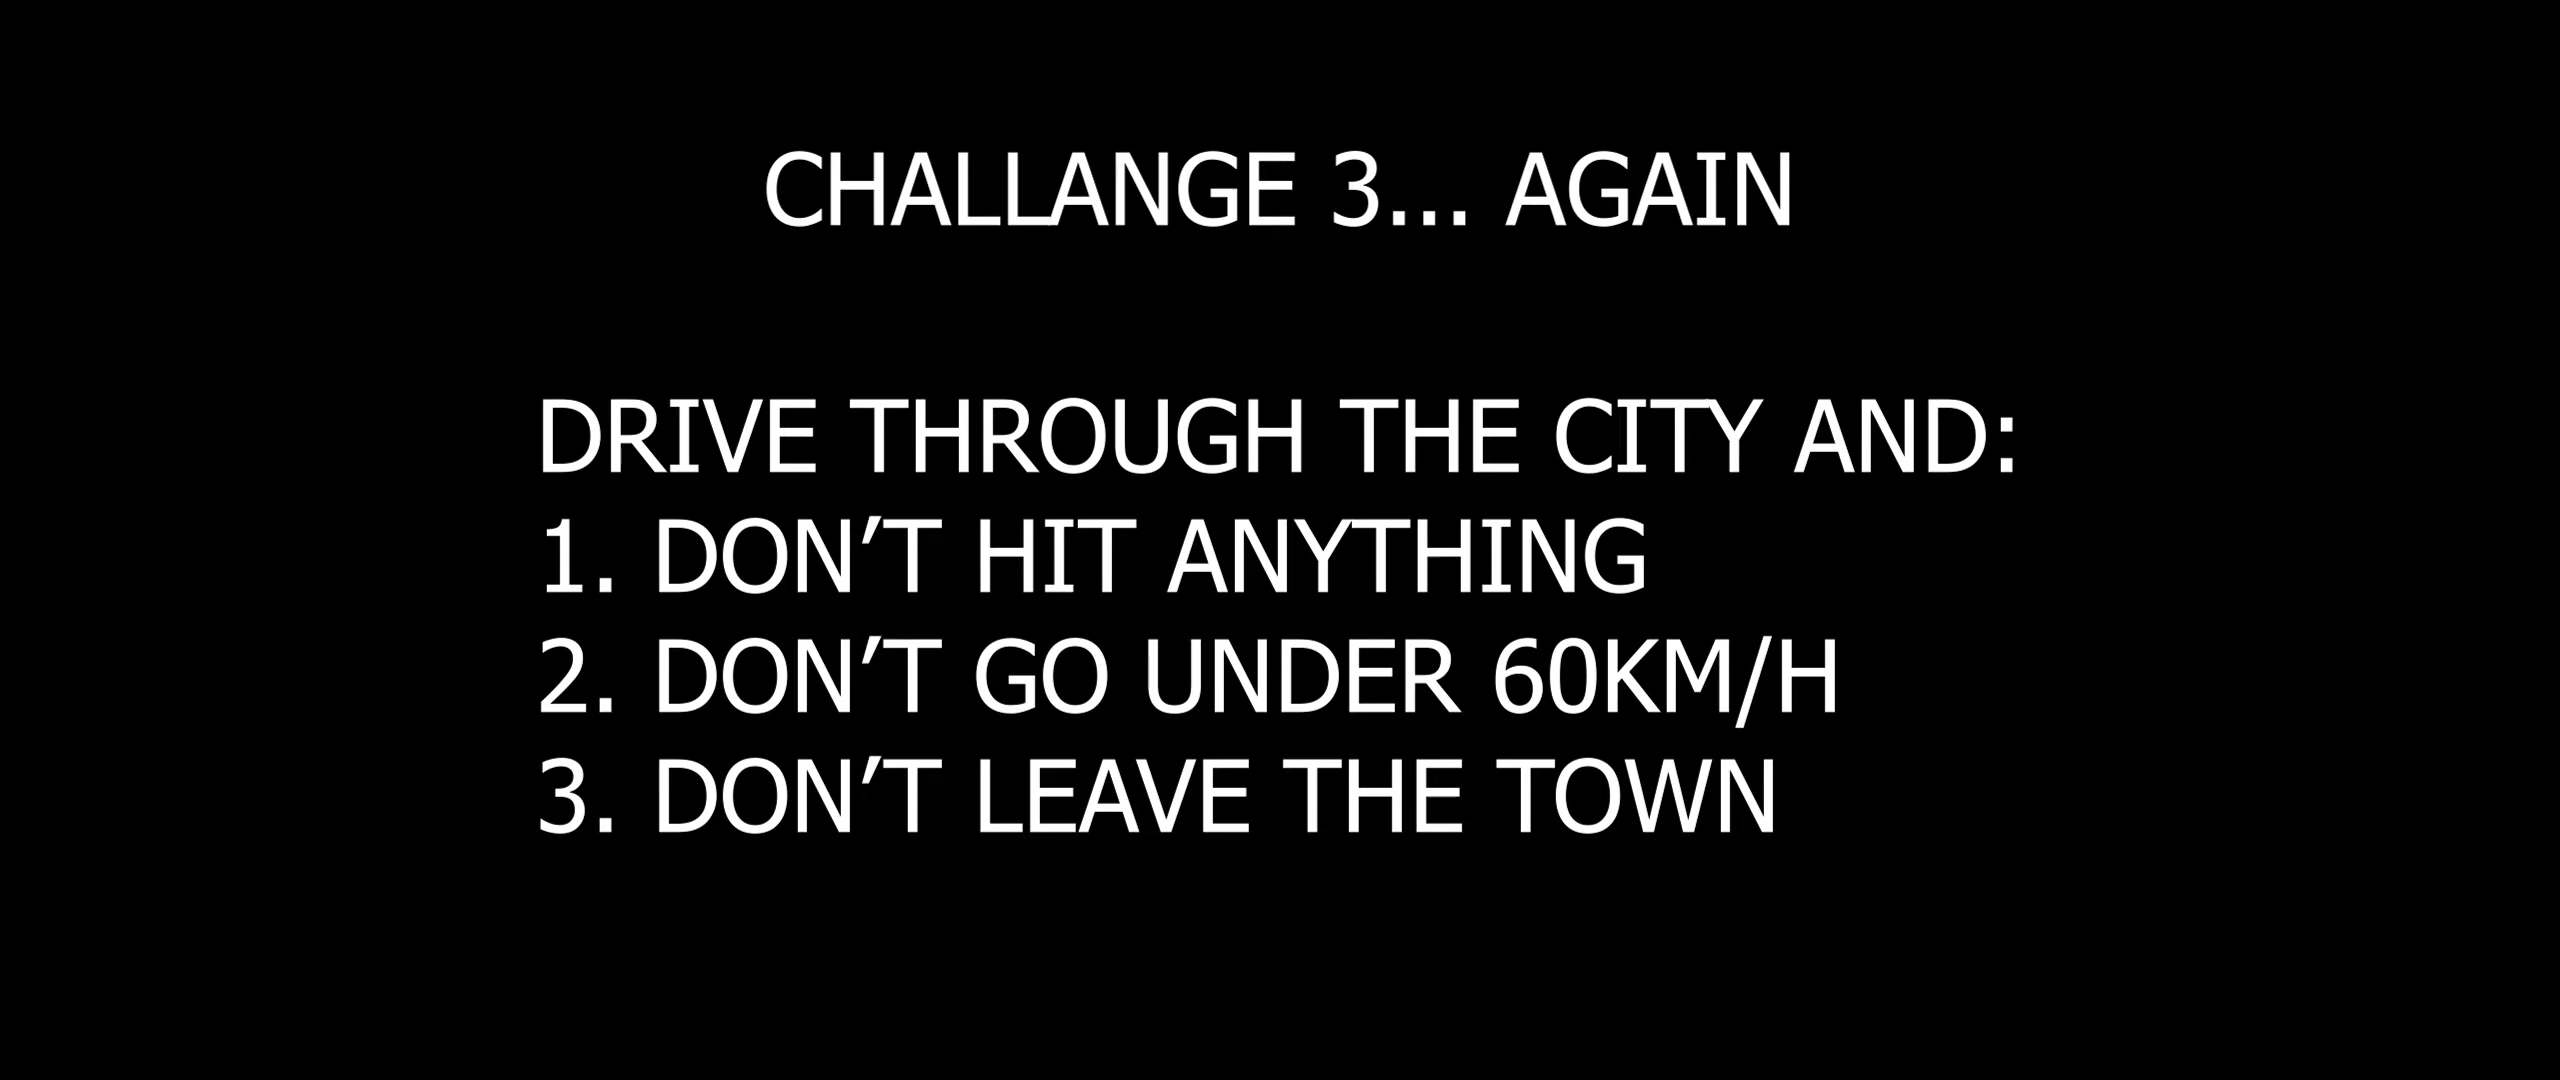 CHALLANGE 3... AGAIN
DRIVE THROUGH THE CITY AND:
1. DON’T HIT ANYTHING
2. DON’T GO UNDER 60KM/H
3. DON’T LEAVE THE TOWN